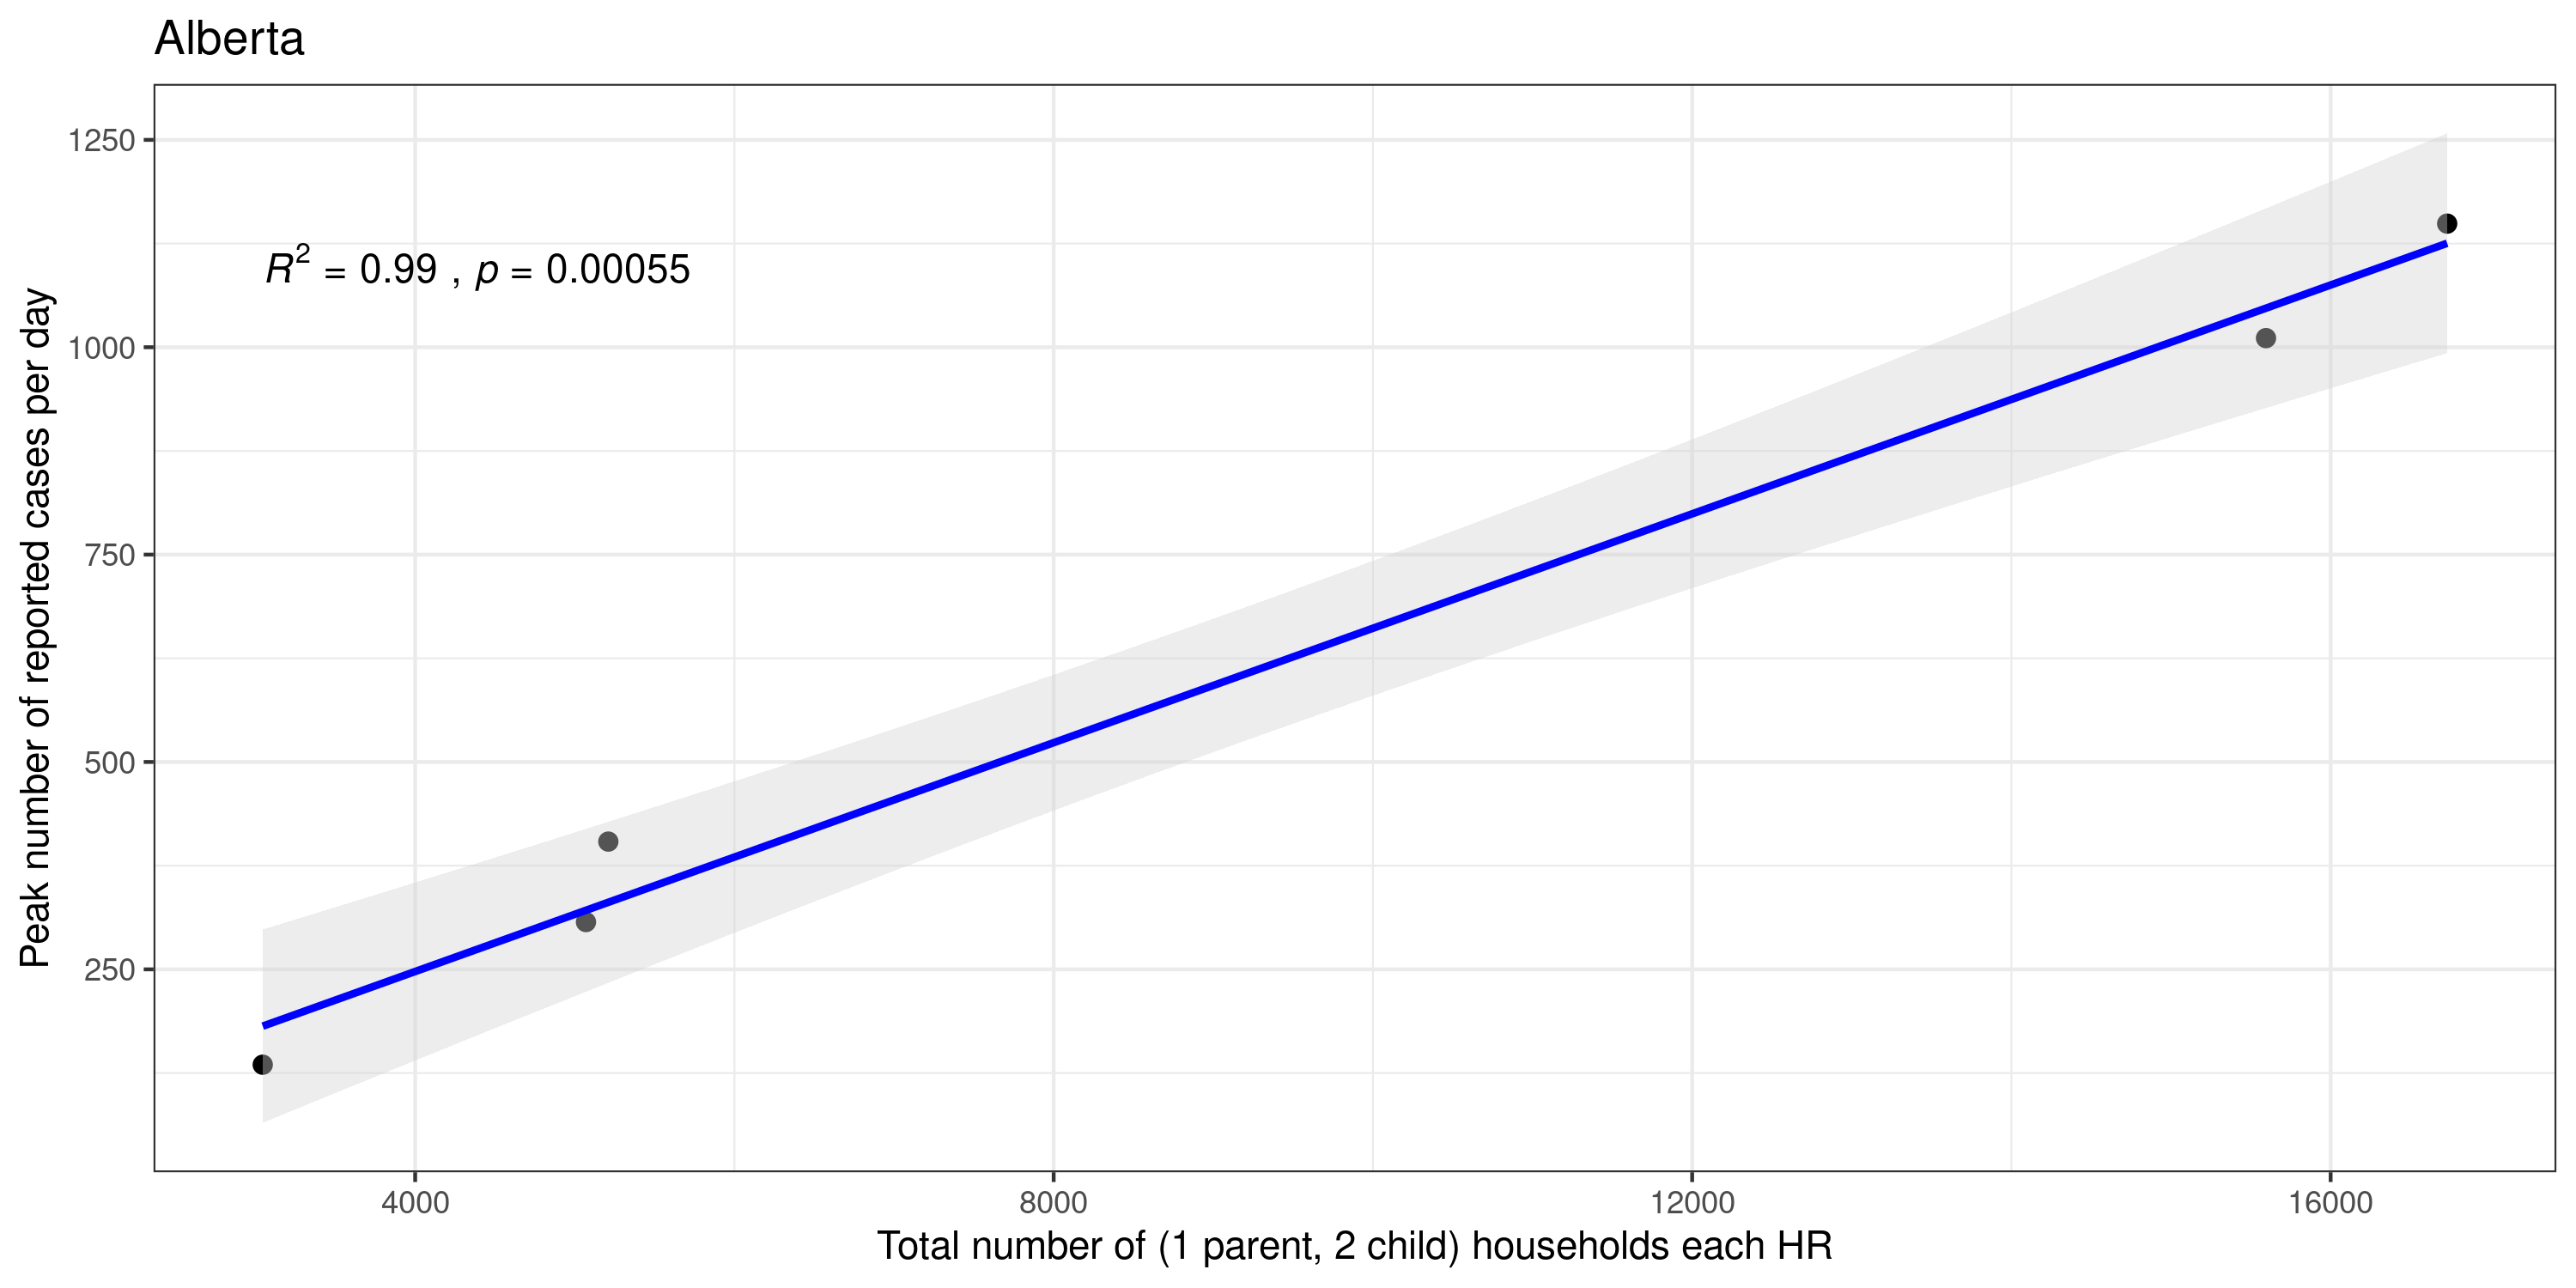 Alberta
1250
1000
750
500
250
R² = 0.99 , p = 0.00055
Peak number of reported cases per day
4000 8000 12000 16000
Total number of (1 parent, 2 child) households each HR